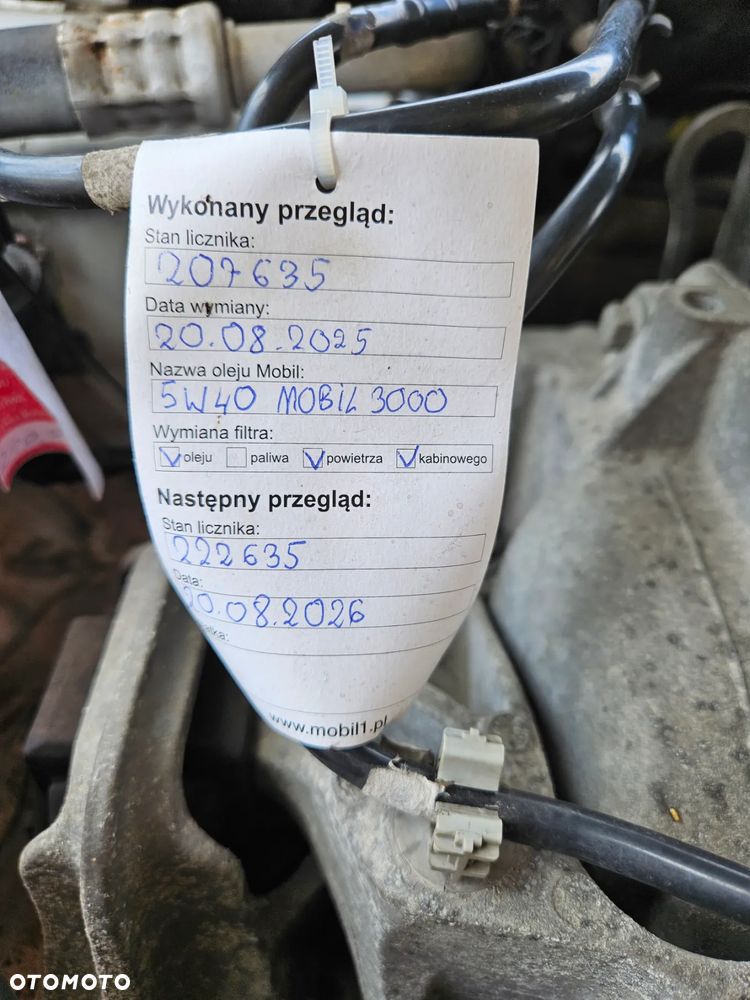 Wykonany przegląd:
Stan licznika:
207635
Data wymiany:
20.08.2025
Nazwa oleju Mobil:
5W40 MOBIL 3000
Wymiana filtra:
oleju paliwa powietrza kabinowego
Następny przegląd:
Stan licznika:
222635
Data:
20.08.2026
www.mobil1.pl
OTOMOTO